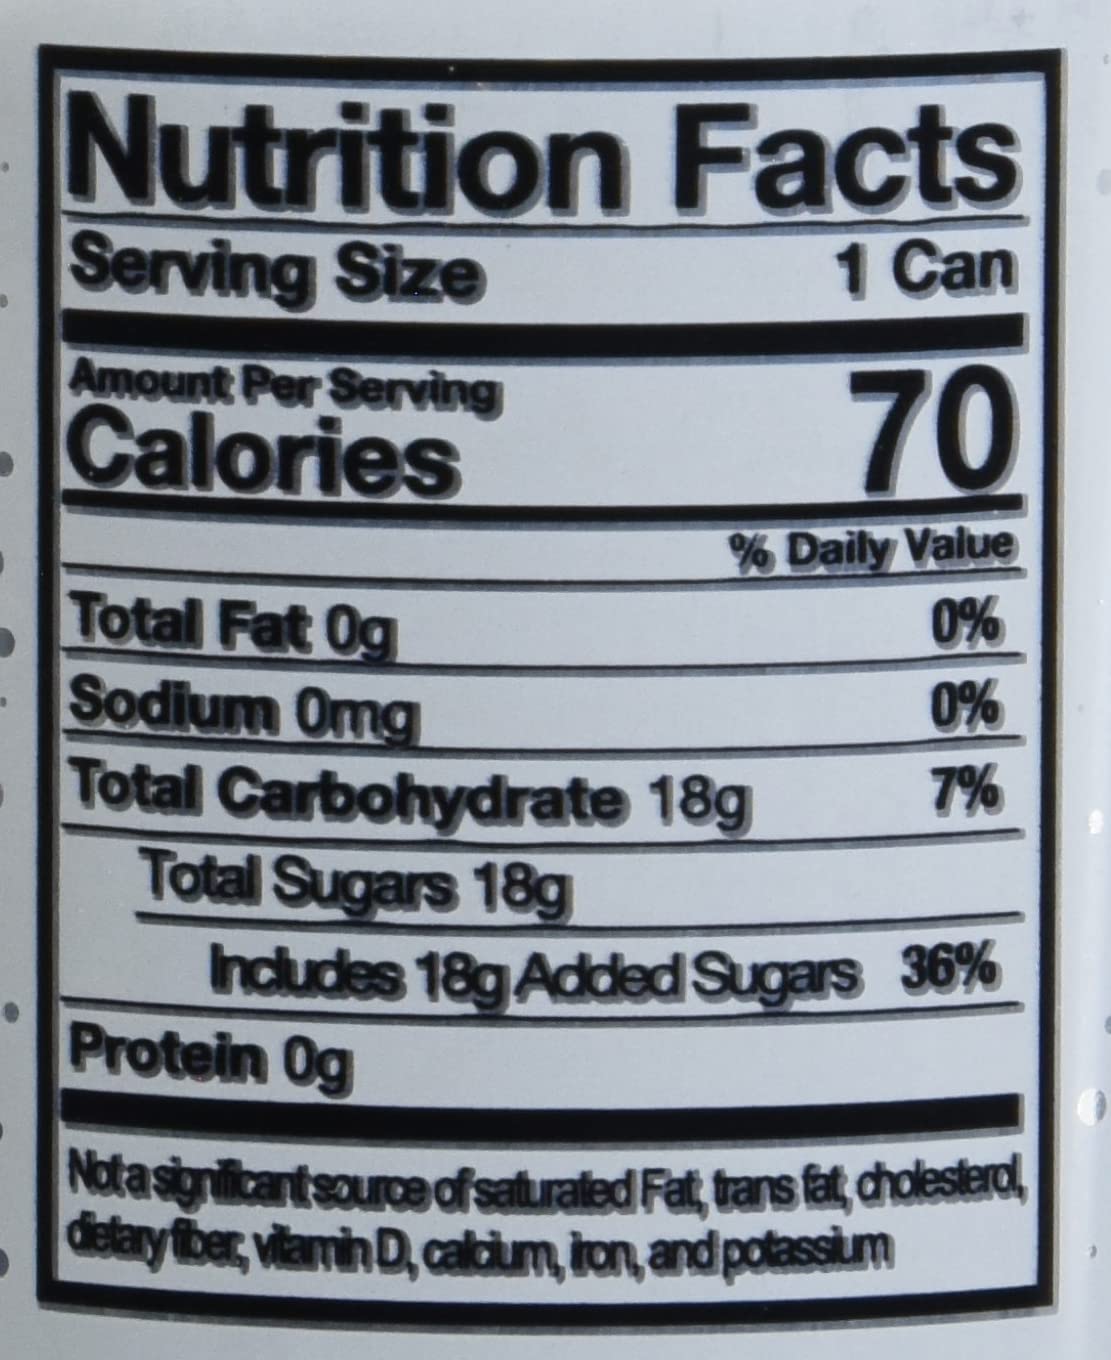 Nutrition Facts
Serving Size 1 Can
Amount Per Serving
Calories 70
% Daily Value
Total Fat 0g 0%
Sodium 0mg 0%
Total Carbohydrate 18g 7%
Total Sugars 18g
Includes 18g Added Sugars 36%
Protein 0g
Not a significant source of saturated Fat, trans fat, cholesterol,
dietary fiber, vitamin D, calcium, iron, and potassium